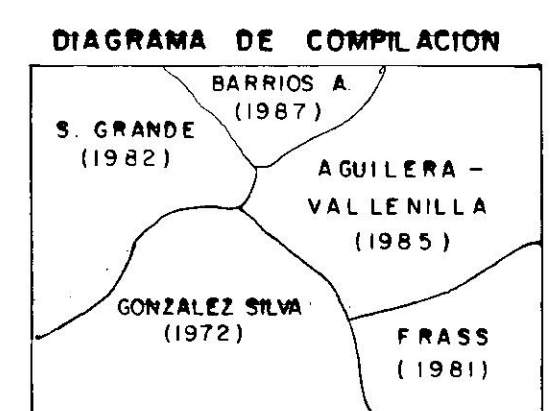 DIAGRAMA DE COMPILACION
BARRIOS A.
(1987)
S. GRANDE
(1982)
AGUILERA -
VALLENILLA
(1985)
GONZALEZ SILVA
(1972)
FRASS
(1981)